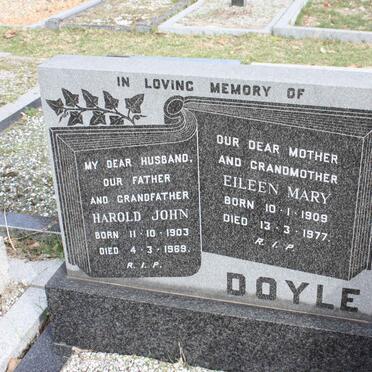 IN LOVING MEMORY OF
MY DEAR HUSBAND,
OUR FATHER
AND GRANDFATHER
HAROLD JOHN
BORN 11·10·1903
DIED 4·3·1969.
R.I.P.
OUR DEAR MOTHER
AND GRANDMOTHER
EILEEN MARY
BORN 10·1·1909
DIED 13·3·1977.
R.I.P.
DOYLE